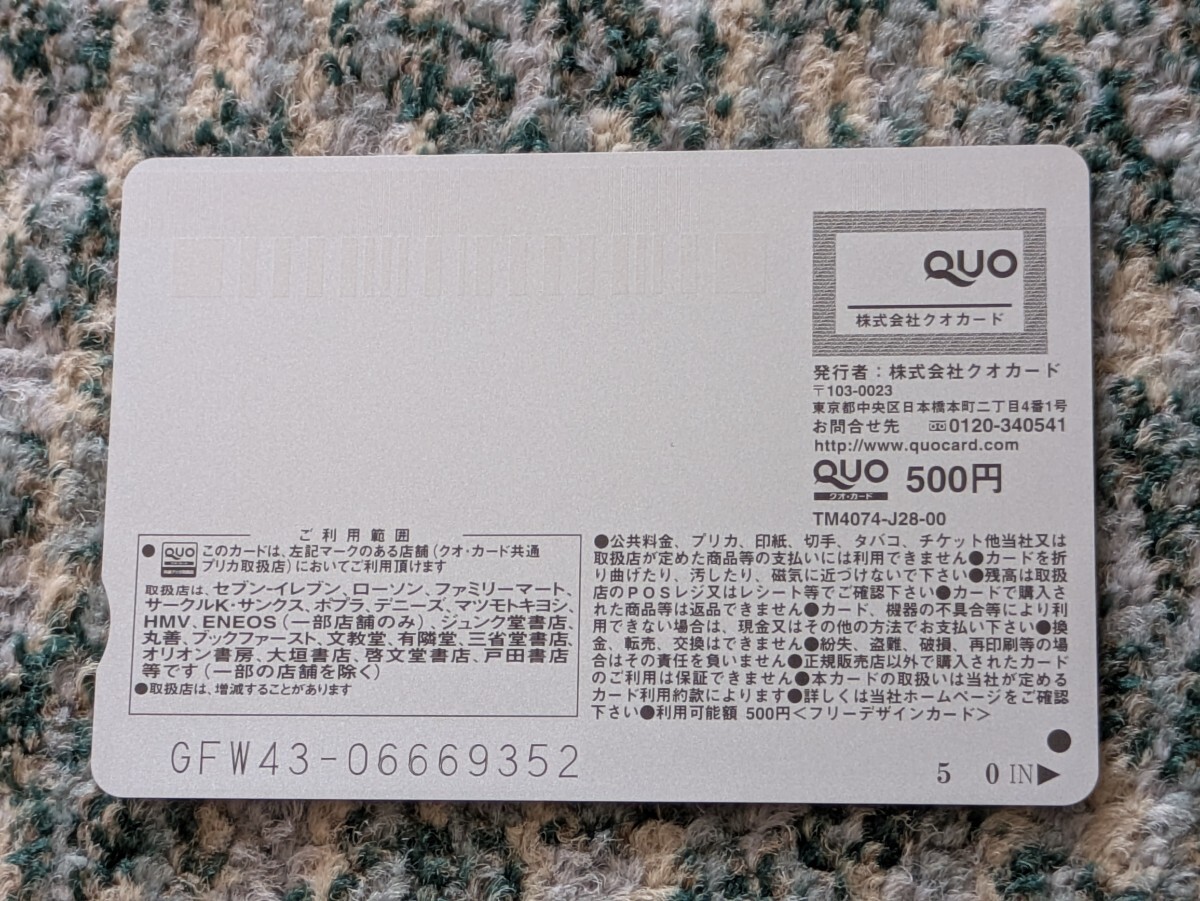 QUO
株式会社クオカード
発行者：株式会社クオカード
〒103-0023
東京都中央区日本橋本町二丁目4番1号
お問合せ先 0120-340541
http://www.quocard.com
QUO 500円
クオ・カード
TM4074-J28-00
ご利用範囲
●QUO このカードは、左記マークのある店舗（クオ・カード共通
プリカ取扱店）においてご利用頂けます
取扱店は、セブン-イレブン、ローソン、ファミリーマート、
サークルK・サンクス、ポプラ、デニーズ、マツモトキヨシ、
HMV、ENEOS（一部店舗のみ）、ジュンク堂書店、
丸善、ブックファースト、文教堂、有隣堂、三省堂書店、
オリオン書房、大垣書店、啓文堂書店、戸田書店
等です（一部の店舗を除く）
●取扱店は、増減することがあります
●公共料金、プリカ、印紙、切手、タバコ、チケット他当社又は
取扱店が定めた商品等の支払いには利用できません●カードを折
り曲げたり、汚したり、磁気に近づけないで下さい●残高は取扱
店のPOSレジ又はレシート等でご確認下さい●カードで購入さ
れた商品等は返品できません●カード、機器の不具合等により利
用できない場合は、現金又はその他の方法でお支払い下さい●換
金、転売、交換はできません●紛失、盗難、破損、再印刷等の場
合はその責任を負いません●正規販売店以外で購入されたカード
のご利用は保証できません●本カードの取扱いは当社が定める
カード利用約款によります●詳しくは当社ホームページをご確認
下さい●利用可能額 500円＜フリーデザインカード＞
GFW43-06669352
5 0 IN▶